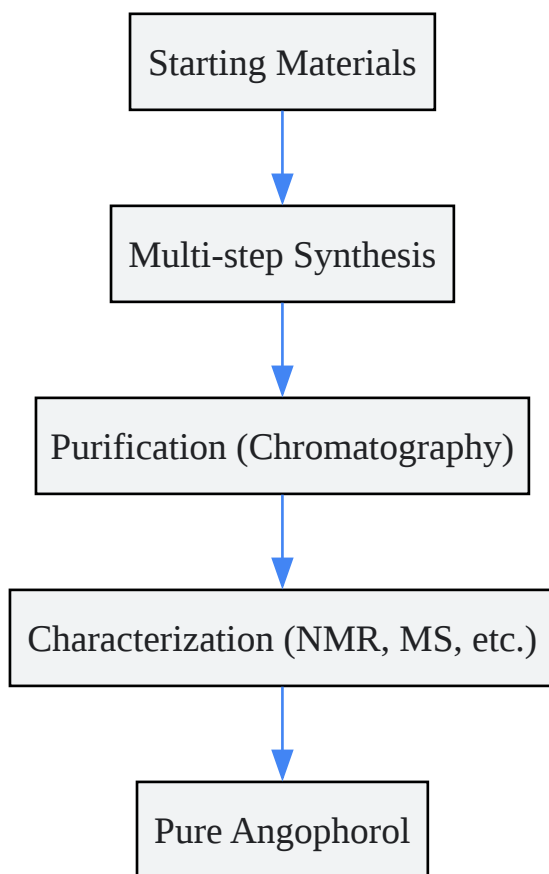 Starting Materials
Multi-step Synthesis
Purification (Chromatography)
Characterization (NMR, MS, etc.)
Pure Angophorol